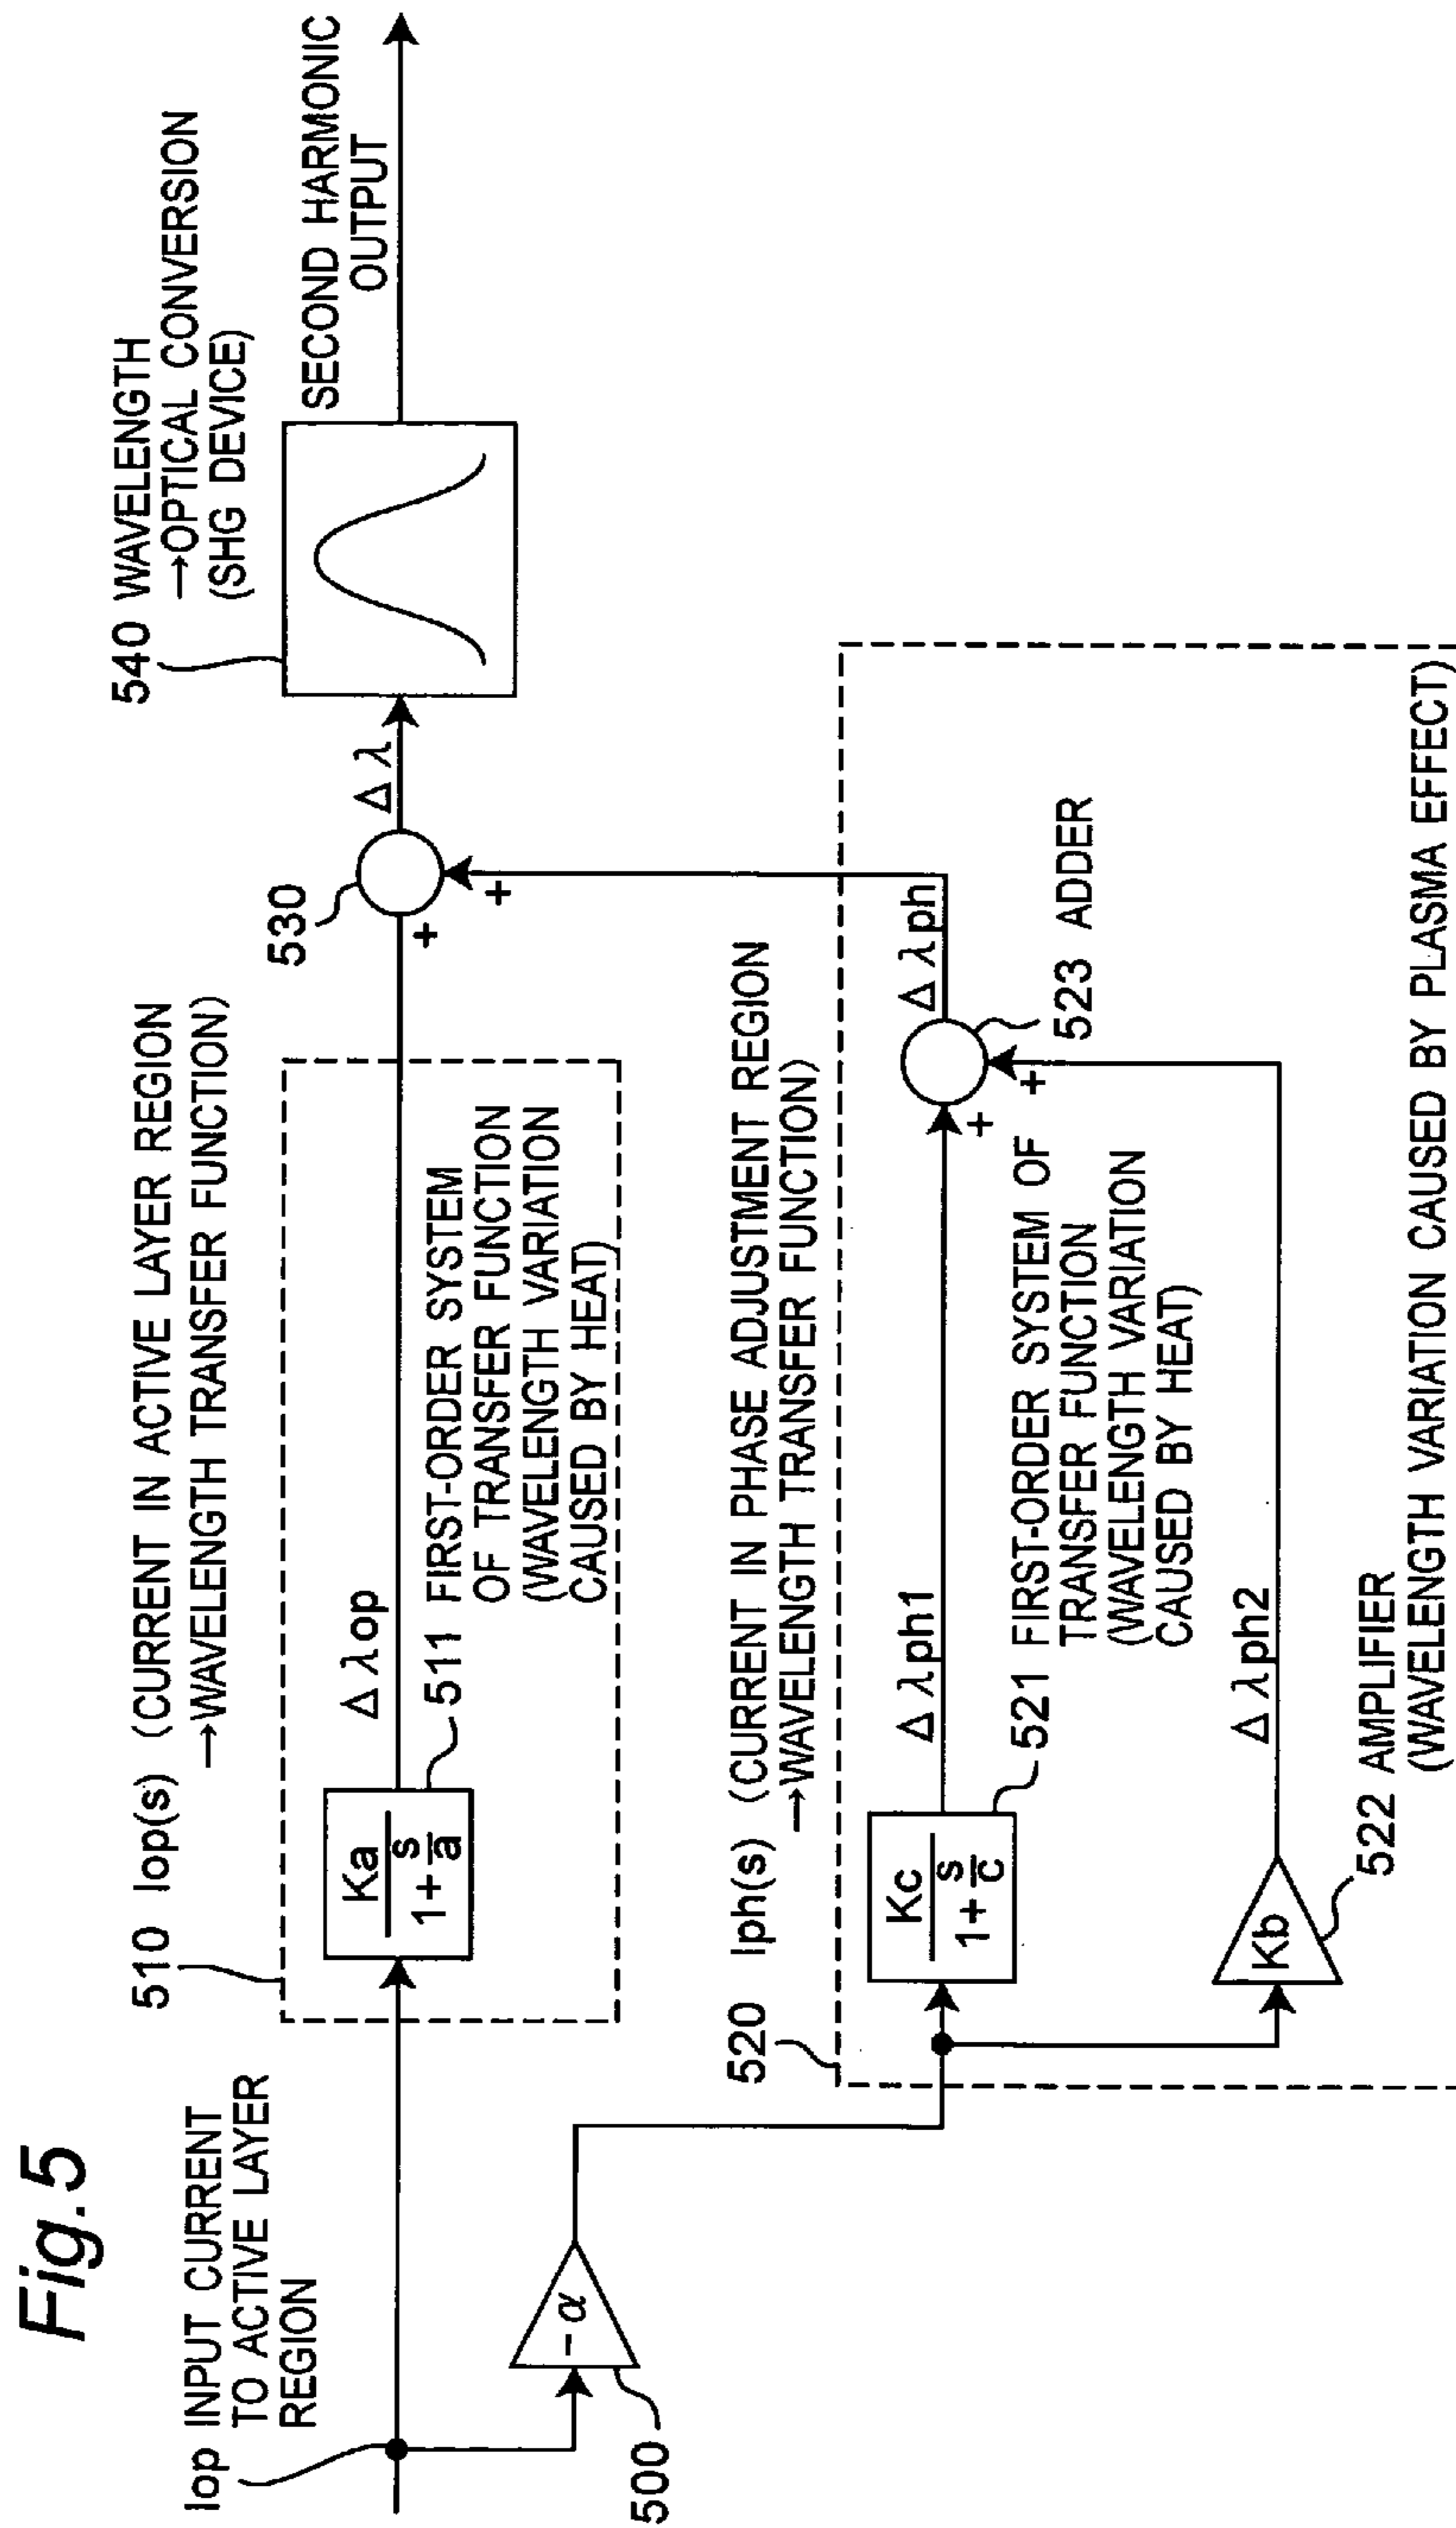 Fig.5
Iop INPUT CURRENT
TO ACTIVE LAYER
REGION
500
-α
510 Iop(s) (CURRENT IN ACTIVE LAYER REGION
→WAVELENGTH TRANSFER FUNCTION)
Ka
1+ s/a
Δλop
511 FIRST-ORDER SYSTEM
OF TRANSFER FUNCTION
(WAVELENGTH VARIATION
CAUSED BY HEAT)
530
+
+
Δλ
540 WAVELENGTH
→OPTICAL CONVERSION
(SHG DEVICE)
SECOND HARMONIC
OUTPUT
520 Iph(s) (CURRENT IN PHASE ADJUSTMENT REGION
→WAVELENGTH TRANSFER FUNCTION)
Kc
1+ s/c
Δλph1
521 FIRST-ORDER SYSTEM OF
TRANSFER FUNCTION
(WAVELENGTH VARIATION
CAUSED BY HEAT)
+
+
Δλph
523 ADDER
Kb
Δλph2
522 AMPLIFIER
(WAVELENGTH VARIATION CAUSED BY PLASMA EFFECT)